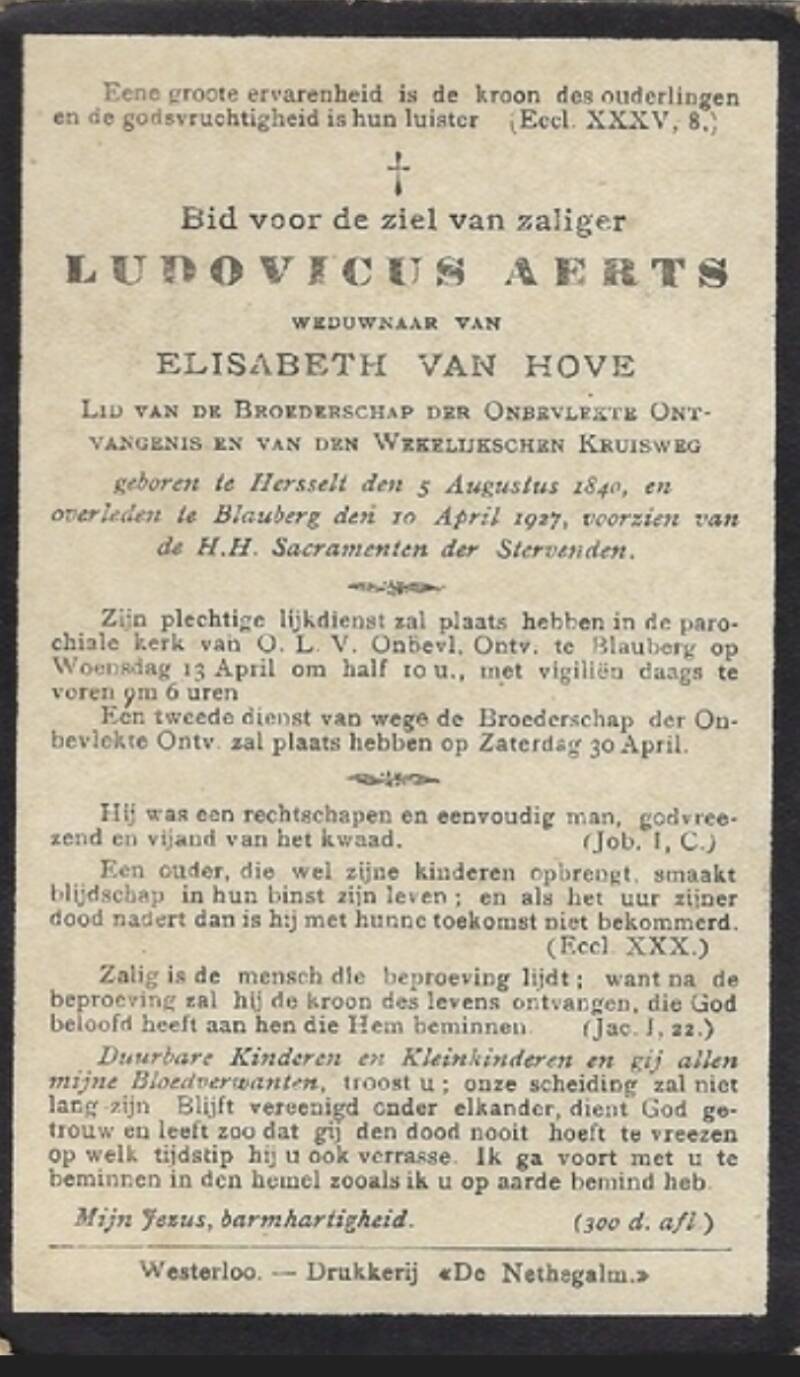 Eene groote ervarenheid is de kroon des ouderlingen
en de godsvruchtigheid is hun luister (Eccl. XXXV, 8.)
Bid voor de ziel van zaliger
LUDOVICUS AERTS
WEDUWNAAR VAN
ELISABETH VAN HOVE
LID VAN DE BROEDERSCHAP DER ONBEVLEKTE ONT-
VANGENIS EN VAN DEN WEKELIJKSCHEN KRUISWEG
geboren te Hersselt den 5 Augustus 1840, en
overleden te Blauberg den 10 April 1927, voorzien van
de H.H. Sacramenten der Stervenden.
Zijn plechtige lijkdienst zal plaats hebben in de paro-
chiale kerk van O. L. V. Onbevl. Ontv. te Blauberg op
Woensdag 13 April om half 10 u., met vigiliën daags te
voren om 6 uren
Een tweede dienst van wege de Broederschap der On-
bevlekte Ontv. zal plaats hebben op Zaterdag 30 April.
Hij was een rechtschapen en eenvoudig man, godvree-
zend en vijand van het kwaad. (Job. I, C.)
Een ouder, die wel zijne kinderen opbrengt, smaakt
blijdschap in hun binst zijn leven ; en als het uur zijner
dood nadert dan is hij met hunne toekomst niet bekommerd.
(Eccl XXX.)
Zalig is de mensch die beproeving lijdt ; want na de
beproeving zal hij de kroon des levens ontvangen, die God
beloofd heeft aan hen die Hem beminnen (Jac. I, 22.)
Duurbare Kinderen en Kleinkinderen en gij allen
mijne Bloedverwanten, troost u ; onze scheiding zal niet
lang zijn Blijft vereenigd onder elkander, dient God ge-
trouw en leeft zoo dat gij den dood nooit hoeft te vreezen
op welk tijdstip hij u ook verrasse. Ik ga voort met u te
beminnen in den hemel zooals ik u op aarde bemind heb.
Mijn Jezus, barmhartigheid. (300 d. afl)
Westerloo. — Drukkerij «De Nethegalm.»